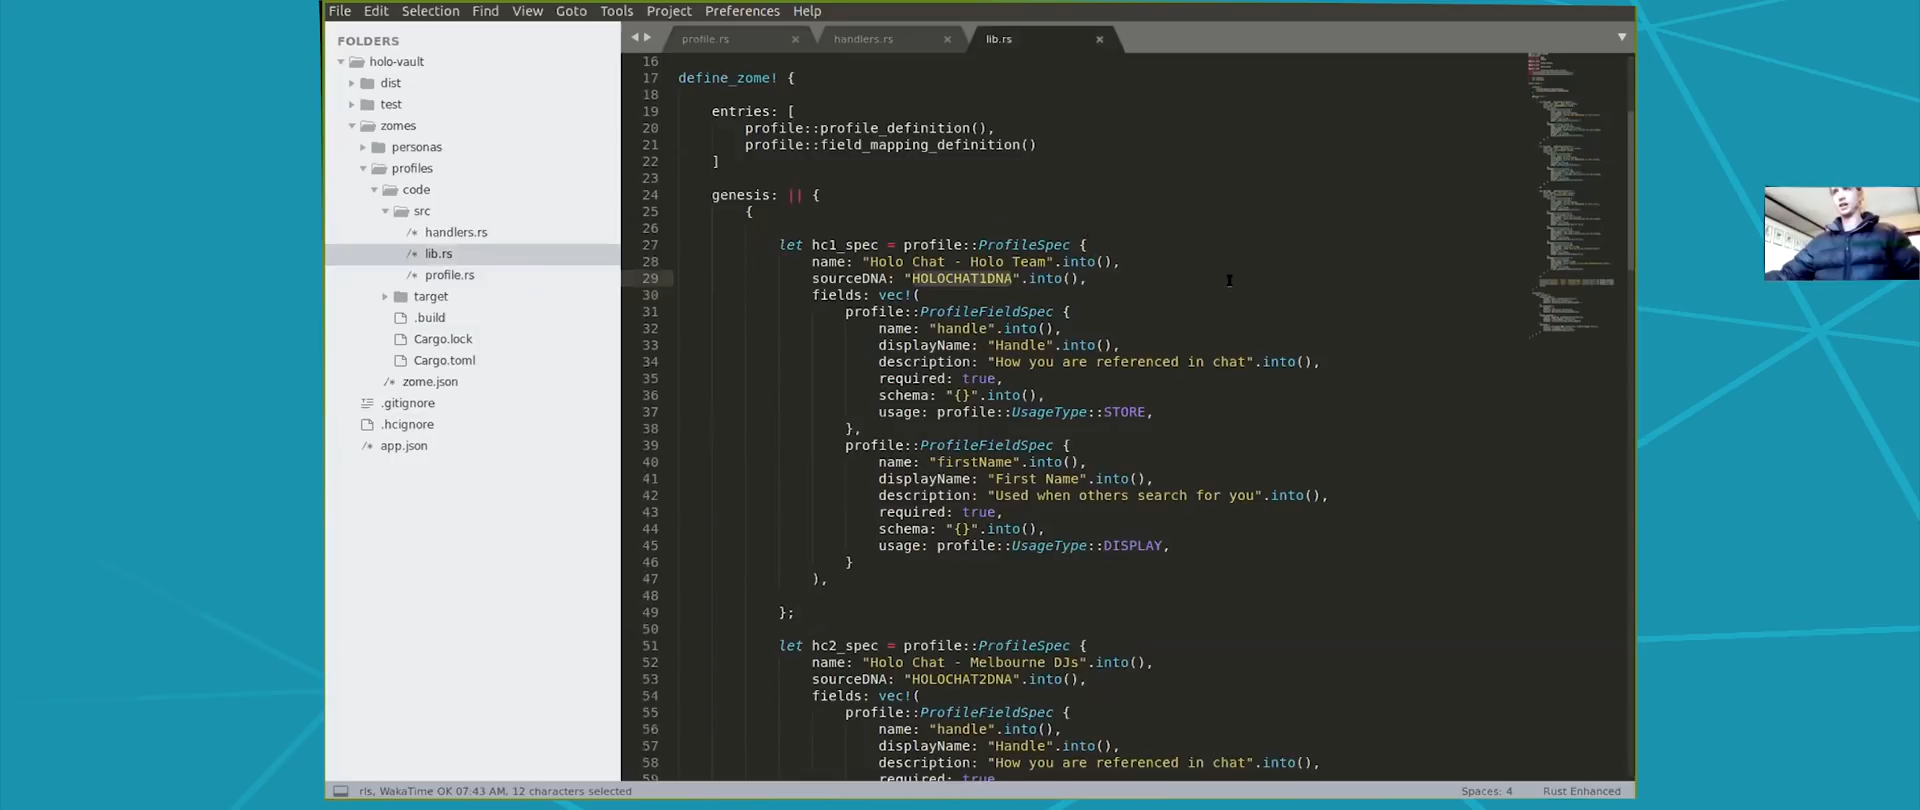 File Edit Selection Find View Goto Tools Project Preferences Help
FOLDERS
holo-vault
dist
test
zomes
personas
profiles
code
src
/* handlers.rs
/* lib.rs
/* profile.rs
target
.build
Cargo.lock
Cargo.toml
/* zome.json
.gitignore
.hcignore
/* app.json
profile.rs × handlers.rs × lib.rs ×
16
17 define_zome! {
18
19 entries: [
20 profile::profile_definition(),
21 profile::field_mapping_definition()
22 ]
23
24 genesis: || {
25 {
26
27 let hc1_spec = profile::ProfileSpec {
28 name: "Holo Chat - Holo Team".into(),
29 sourceDNA: "HOLOCHAT1DNA".into(),
30 fields: vec!(
31 profile::ProfileFieldSpec {
32 name: "handle".into(),
33 displayName: "Handle".into(),
34 description: "How you are referenced in chat".into(),
35 required: true,
36 schema: "{}".into(),
37 usage: profile::UsageType::STORE,
38 },
39 profile::ProfileFieldSpec {
40 name: "firstName".into(),
41 displayName: "First Name".into(),
42 description: "Used when others search for you".into(),
43 required: true,
44 schema: "{}".into(),
45 usage: profile::UsageType::DISPLAY,
46 }
47 ),
48
49 };
50
51 let hc2_spec = profile::ProfileSpec {
52 name: "Holo Chat - Melbourne DJs".into(),
53 sourceDNA: "HOLOCHAT2DNA".into(),
54 fields: vec!(
55 profile::ProfileFieldSpec {
56 name: "handle".into(),
57 displayName: "Handle".into(),
58 description: "How you are referenced in chat".into(),
59 required: true
rls, WakaTime OK 07:43 AM, 12 characters selected Spaces: 4 Rust Enhanced